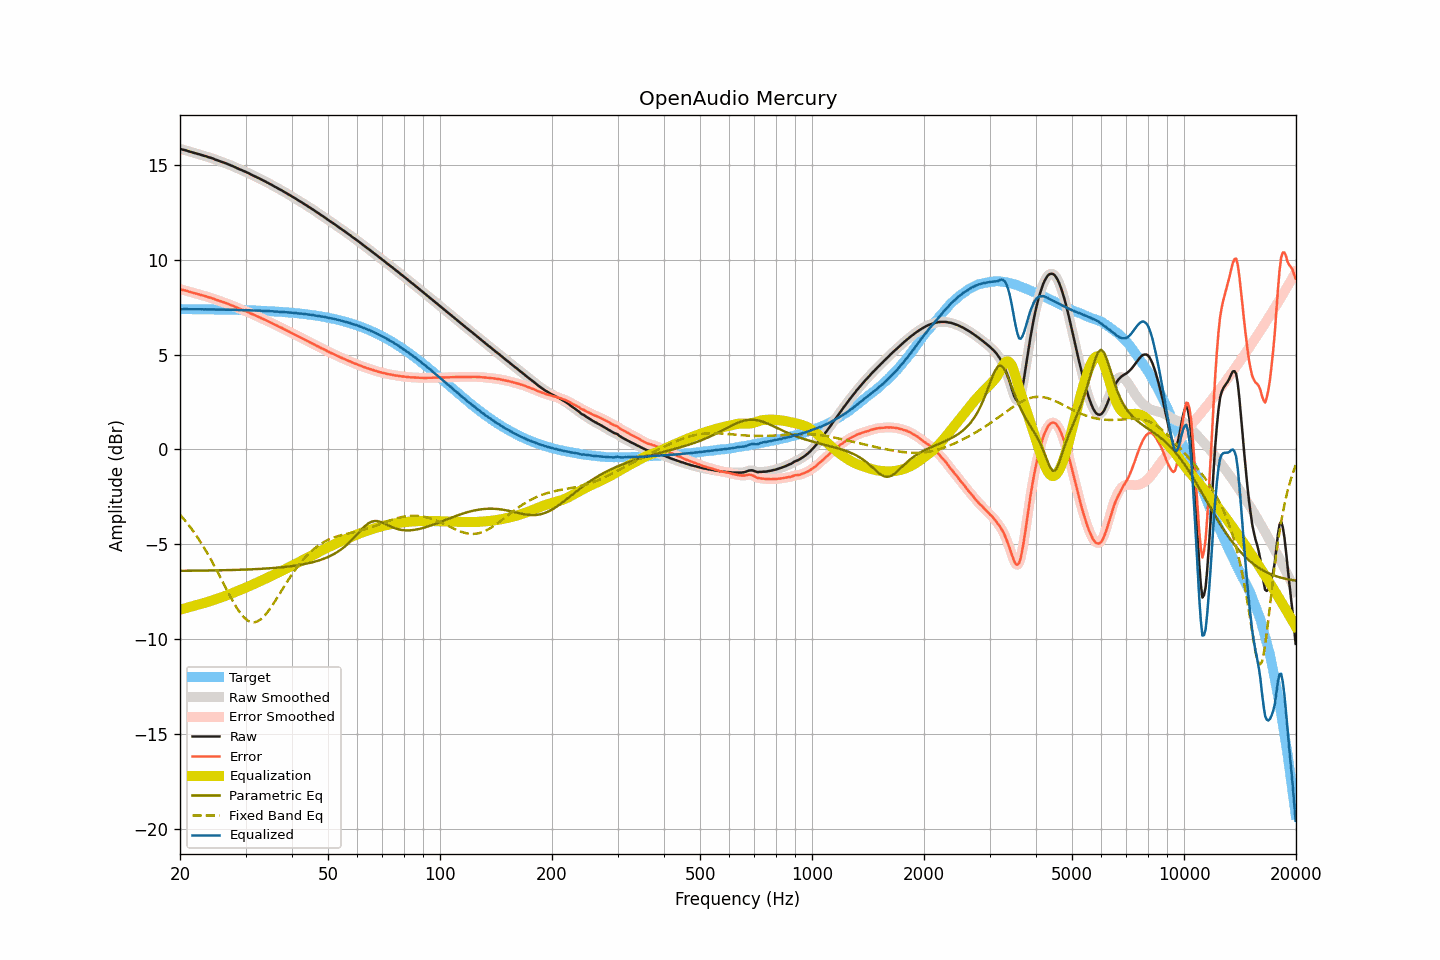 OpenAudio Mercury
15
10
5
0
−5
−10
−15
−20
Amplitude (dBr)
Target
Raw Smoothed
Error Smoothed
Raw
Error
Equalization
Parametric Eq
Fixed Band Eq
Equalized
20 50 100 200 500 1000 2000 5000 10000 20000
Frequency (Hz)